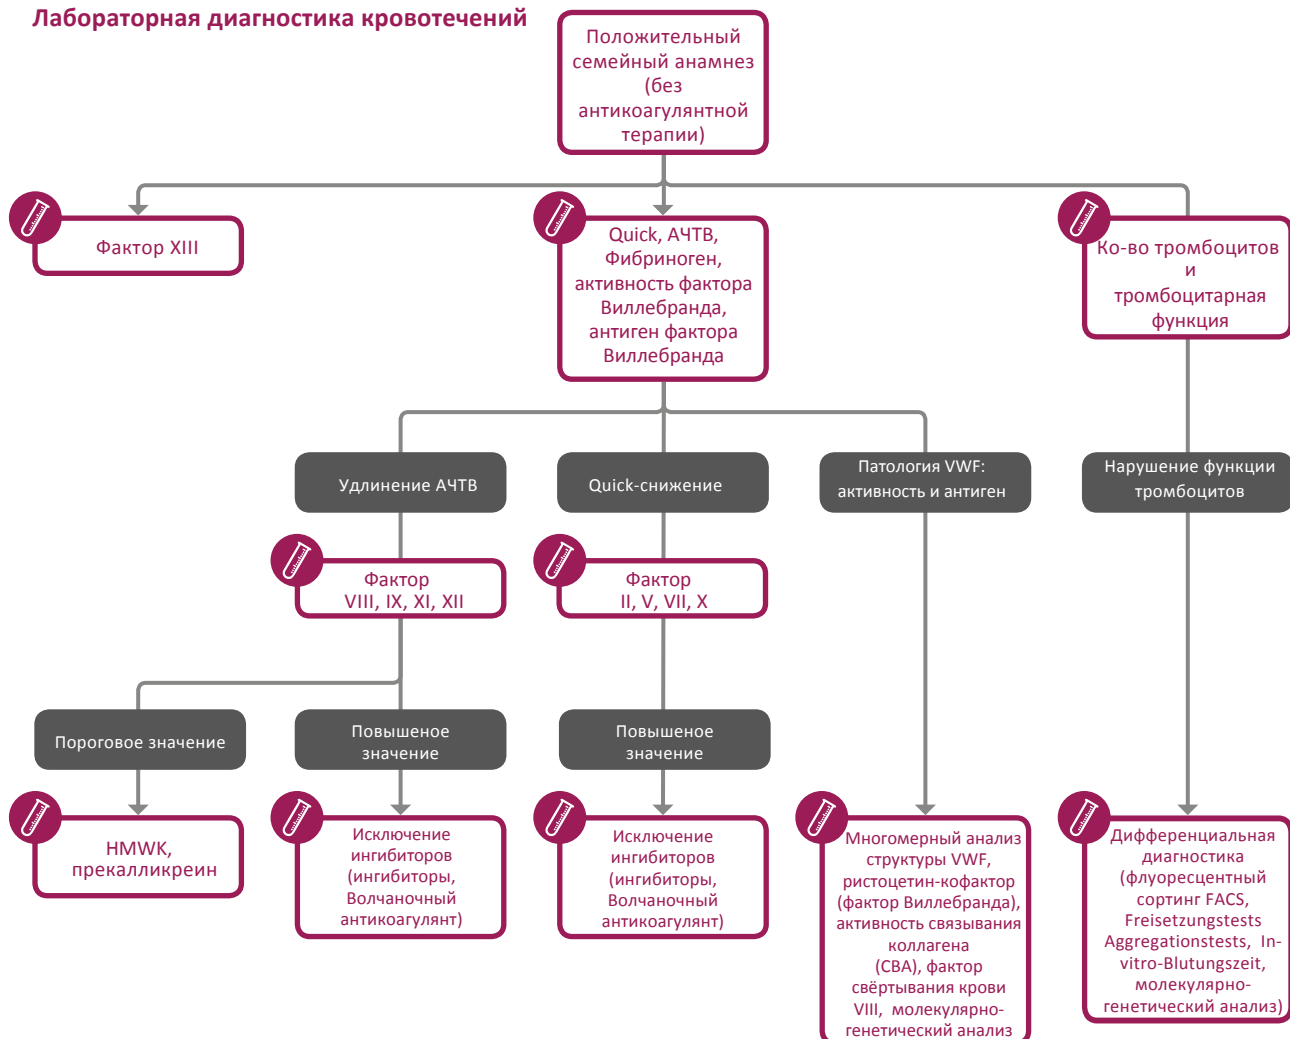 Лабораторная диагностика кровотечений
Положительный
семейный анамнез
(без
антикоагулянтной
терапии)
Фактор XIII
Quick, АЧТВ,
Фибриноген,
активность фактора
Виллебранда,
антиген фактора
Виллебранда
Ко-во тромбоцитов
и
тромбоцитарная
функция
Удлинение АЧТВ
Quick-снижение
Патология VWF:
активность и антиген
Нарушение функции
тромбоцитов
Фактор
VIII, IX, XI, XII
Фактор
II, V, VII, X
Пороговое значение
Повышеное
значение
Повышеное
значение
HMWK,
прекалликреин
Исключение
ингибиторов
(ингибиторы,
Волчаночный
антикоагулянт)
Исключение
ингибиторов
(ингибиторы,
Волчаночный
антикоагулянт)
Многомерный анализ
структуры VWF,
ристоцетин-кофактор
(фактор Виллебранда),
активность связывания
коллагена
(CBA), фактор
свёртывания крови
VIII, молекулярно-
генетический анализ
Дифференциальная
диагностика
(флуоресцентный
сортинг FACS,
Freisetzungstests
Aggregationstests, In-
vitro-Blutungszeit,
молекулярно-
генетический анализ)